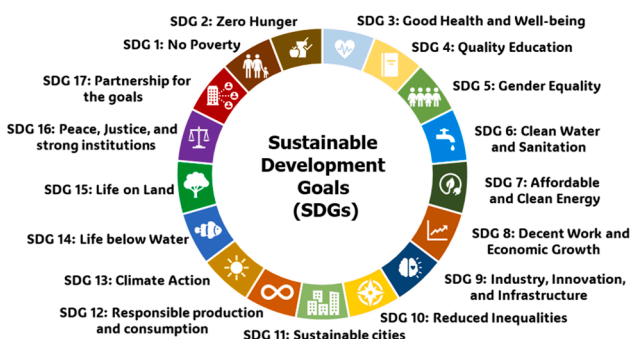 SDG 2: Zero Hunger
SDG 3: Good Health and Well-being
SDG 1: No Poverty
SDG 4: Quality Education
SDG 17: Partnership for
the goals
SDG 5: Gender Equality
SDG 16: Peace, Justice, and
strong institutions
SDG 6: Clean Water
and Sanitation
Sustainable
Development
Goals
(SDGs)
SDG 15: Life on Land
SDG 7: Affordable
and Clean Energy
SDG 14: Life below Water
SDG 8: Decent Work and
Economic Growth
SDG 13: Climate Action
SDG 9: Industry, Innovation,
and Infrastructure
SDG 12: Responsible production
and consumption
SDG 10: Reduced Inequalities
SDG 11: Sustainable cities